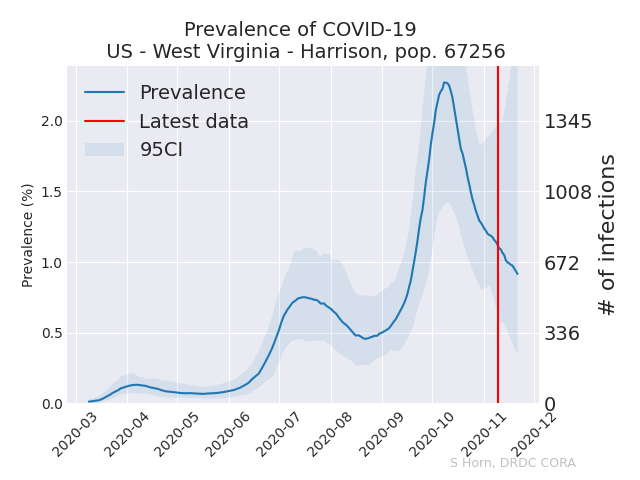 Prevalence of COVID-19
US - West Virginia - Harrison, pop. 67256
Prevalence
Latest data
95CI
Prevalence (%)
2.0
1.5
1.0
0.5
0.0
1345
1008
672
336
0
# of infections
2020-03
2020-04
2020-05
2020-06
2020-07
2020-08
2020-09
2020-10
2020-11
2020-12
S Horn, DRDC CORA